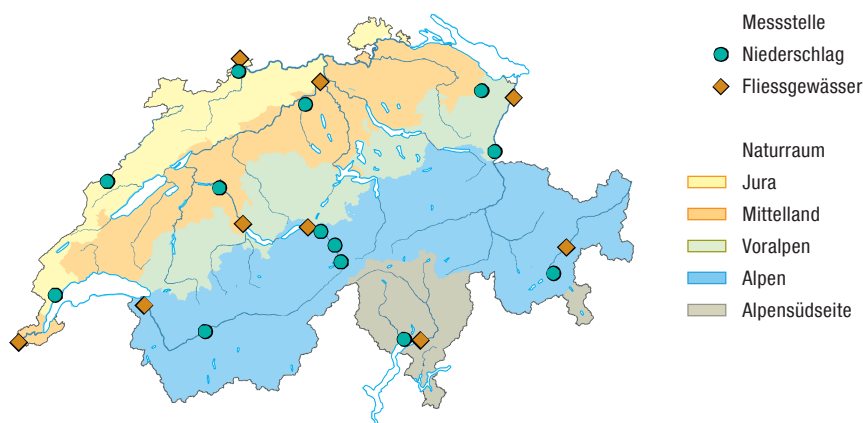 Messstelle
Niederschlag
Fliessgewässer
Naturraum
Jura
Mittelland
Voralpen
Alpen
Alpensüdseite